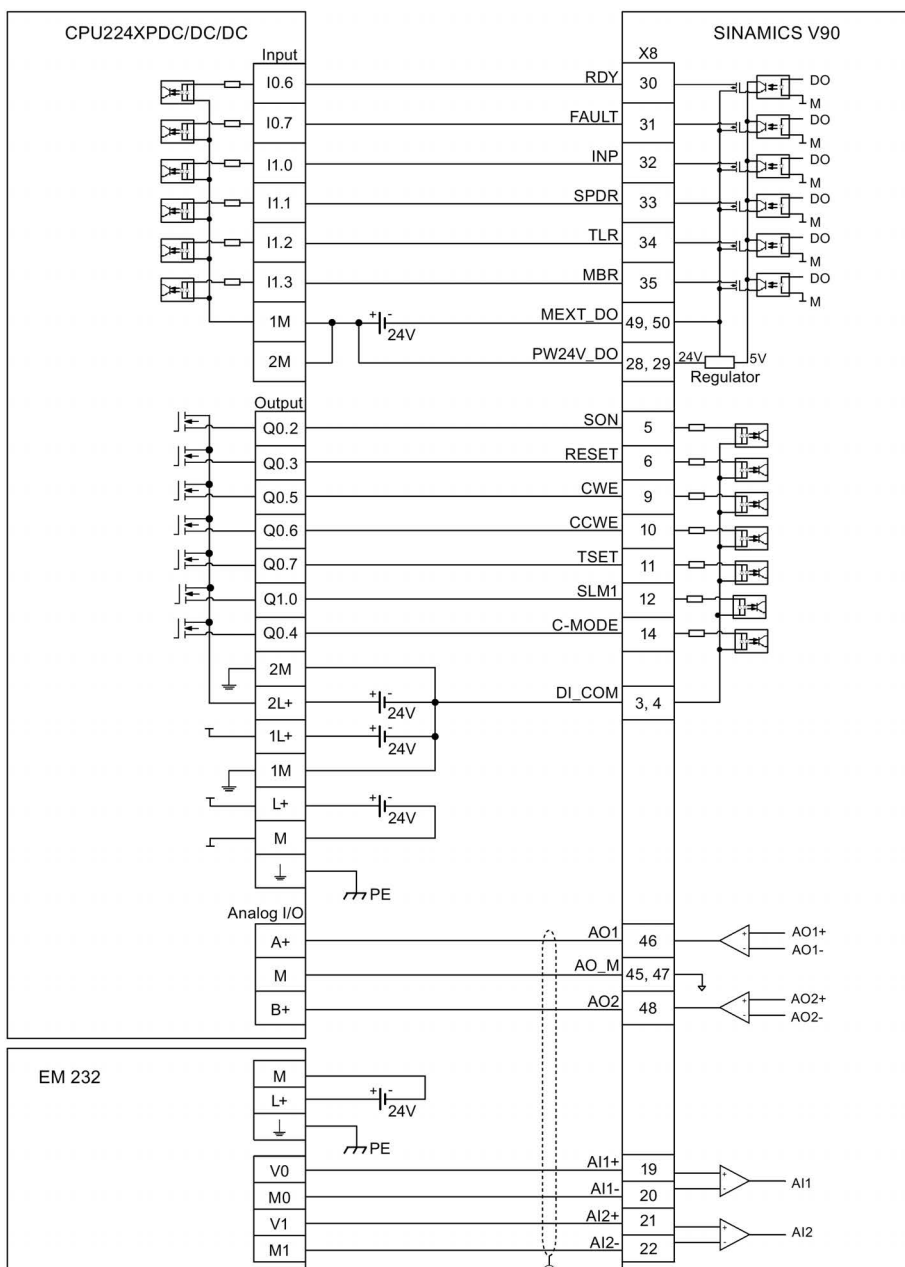 CPU224XPDC/DC/DC
SINAMICS V90
Input
X8
I0.6 RDY 30 DO
M
I0.7 FAULT 31 DO
M
I1.0 INP 32 DO
M
I1.1 SPDR 33 DO
M
I1.2 TLR 34 DO
M
I1.3 MBR 35 DO
M
1M + - 24V MEXT_DO 49, 50
2M PW24V_DO 28, 29 24V 5V
Regulator
Output
Q0.2 SON 5
Q0.3 RESET 6
Q0.5 CWE 9
Q0.6 CCWE 10
Q0.7 TSET 11
Q1.0 SLM1 12
Q0.4 C-MODE 14
2M
2L+ + - 24V DI_COM 3, 4
1L+ + - 24V
1M
L+ + - 24V
M
PE
Analog I/O
A+ AO1 46 + - AO1+
AO1-
M AO_M 45, 47
B+ AO2 48 + - AO2+
AO2-
EM 232
M
L+ + - 24V
PE
V0 AI1+ 19 +
M0 AI1- 20 - AI1
V1 AI2+ 21 +
M1 AI2- 22 - AI2